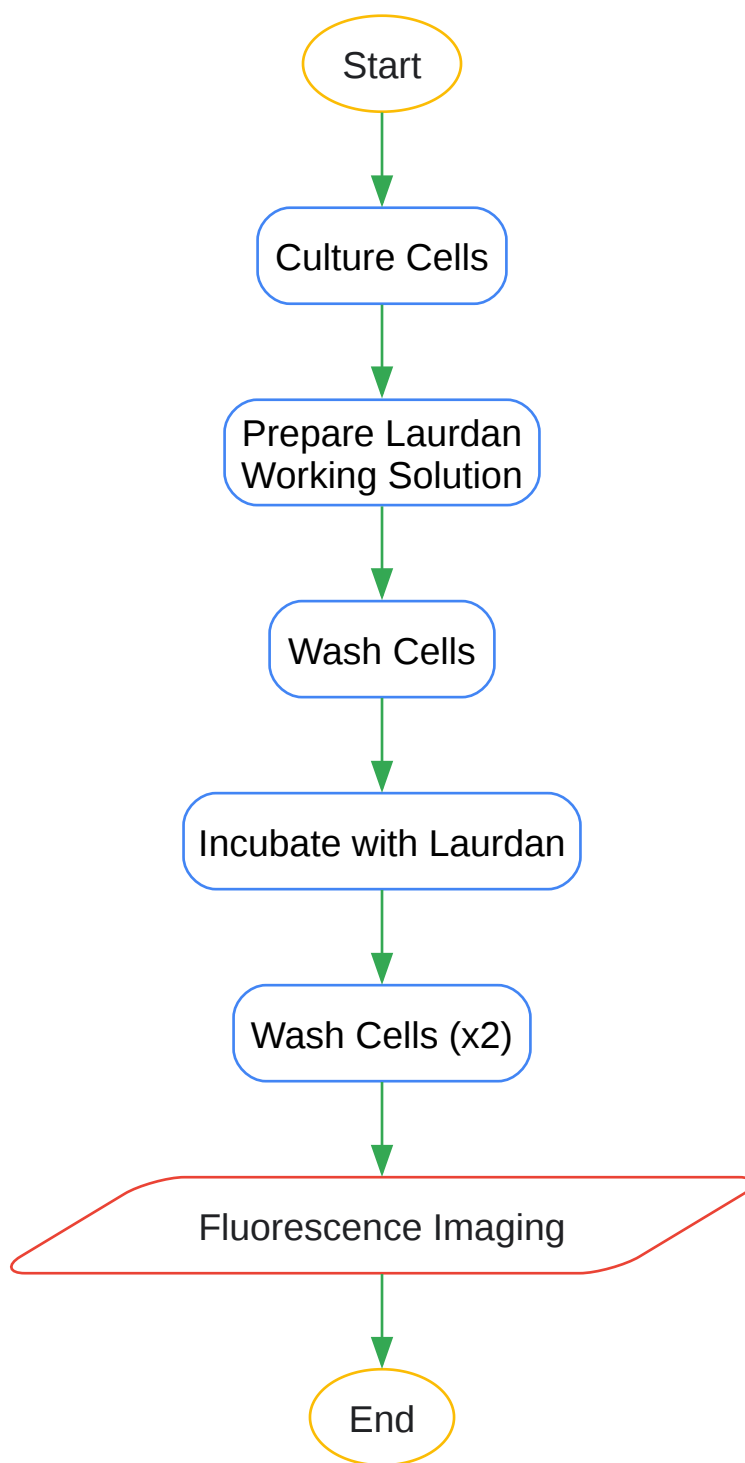 Start
Culture Cells
Prepare Laurdan
Working Solution
Wash Cells
Incubate with Laurdan
Wash Cells (x2)
Fluorescence Imaging
End